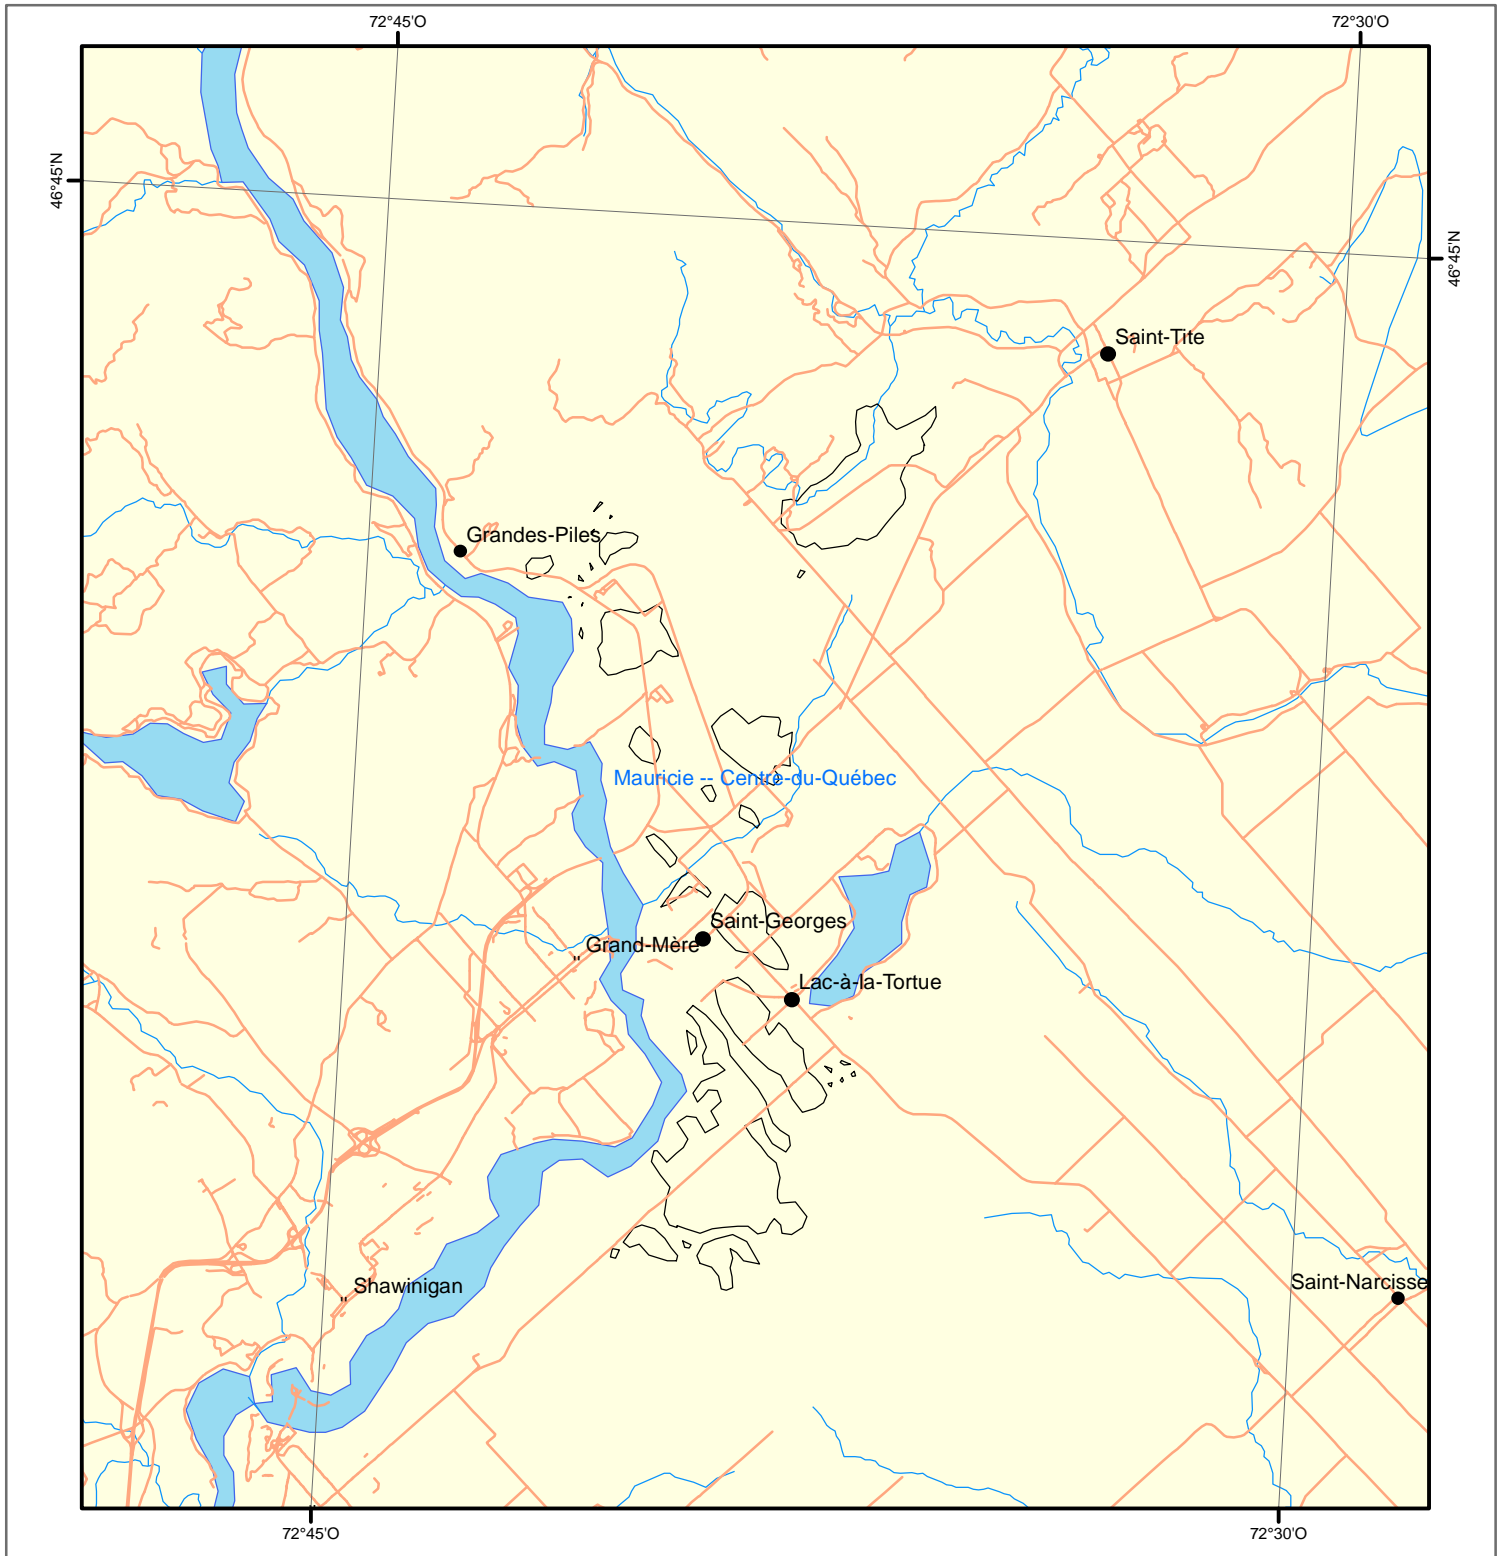 72°45'O
72°30'O
46°45'N
46°45'N
Saint-Tite
Grandes-Piles
Mauricie -- Centre-du-Québec
Saint-Georges
Grand-Mère
Lac-à-la-Tortue
Shawinigan
Saint-Narcisse
72°45'O
72°30'O